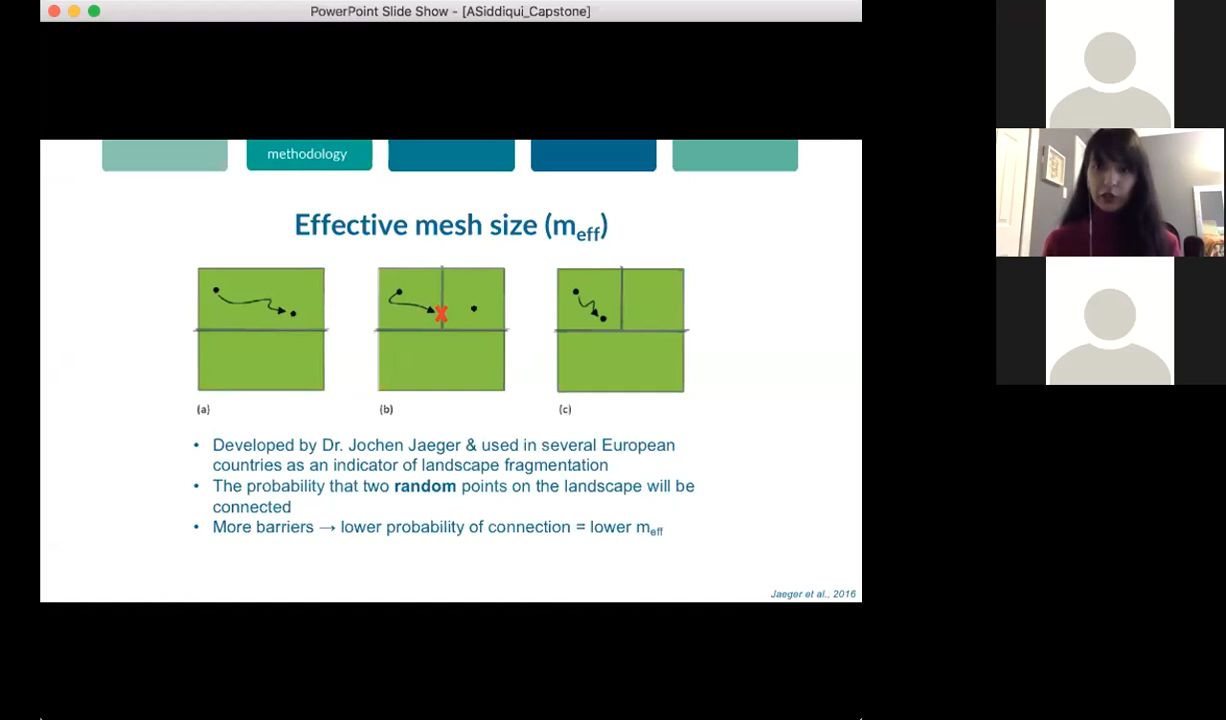 PowerPoint Slide Show - [ASiddiqui_Capstone]
methodology
Effective mesh size (meff)
(a)
(b)
(c)
• Developed by Dr. Jochen Jaeger & used in several European
countries as an indicator of landscape fragmentation
• The probability that two random points on the landscape will be
connected
• More barriers → lower probability of connection = lower meff
Jaeger et al., 2016